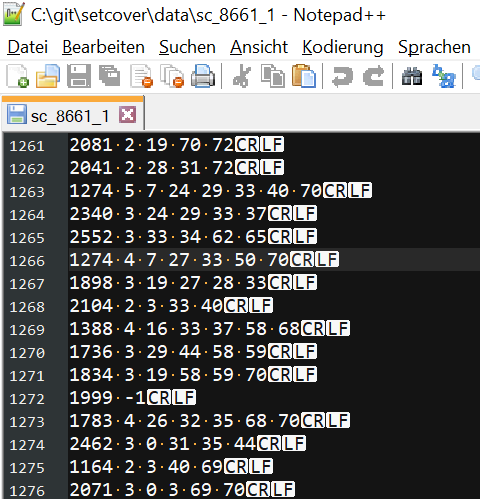 C:\git\setcover\data\sc_8661_1 - Notepad++
Datei Bearbeiten Suchen Ansicht Kodierung Sprachen
sc_8661_1
1261 2081·2·19·70·72CRLF
1262 2041·2·28·31·72CRLF
1263 1274·5·7·24·29·33·40·70CRLF
1264 2340·3·24·29·33·37CRLF
1265 2552·3·33·34·62·65CRLF
1266 1274·4·7·27·33·50·70CRLF
1267 1898·3·19·27·28·33CRLF
1268 2104·2·3·33·40CRLF
1269 1388·4·16·33·37·58·68CRLF
1270 1736·3·29·44·58·59CRLF
1271 1834·3·19·58·59·70CRLF
1272 1999·-1CRLF
1273 1783·4·26·32·35·68·70CRLF
1274 2462·3·0·31·35·44CRLF
1275 1164·2·3·40·69CRLF
1276 2071·3·0·3·69·70CRLF